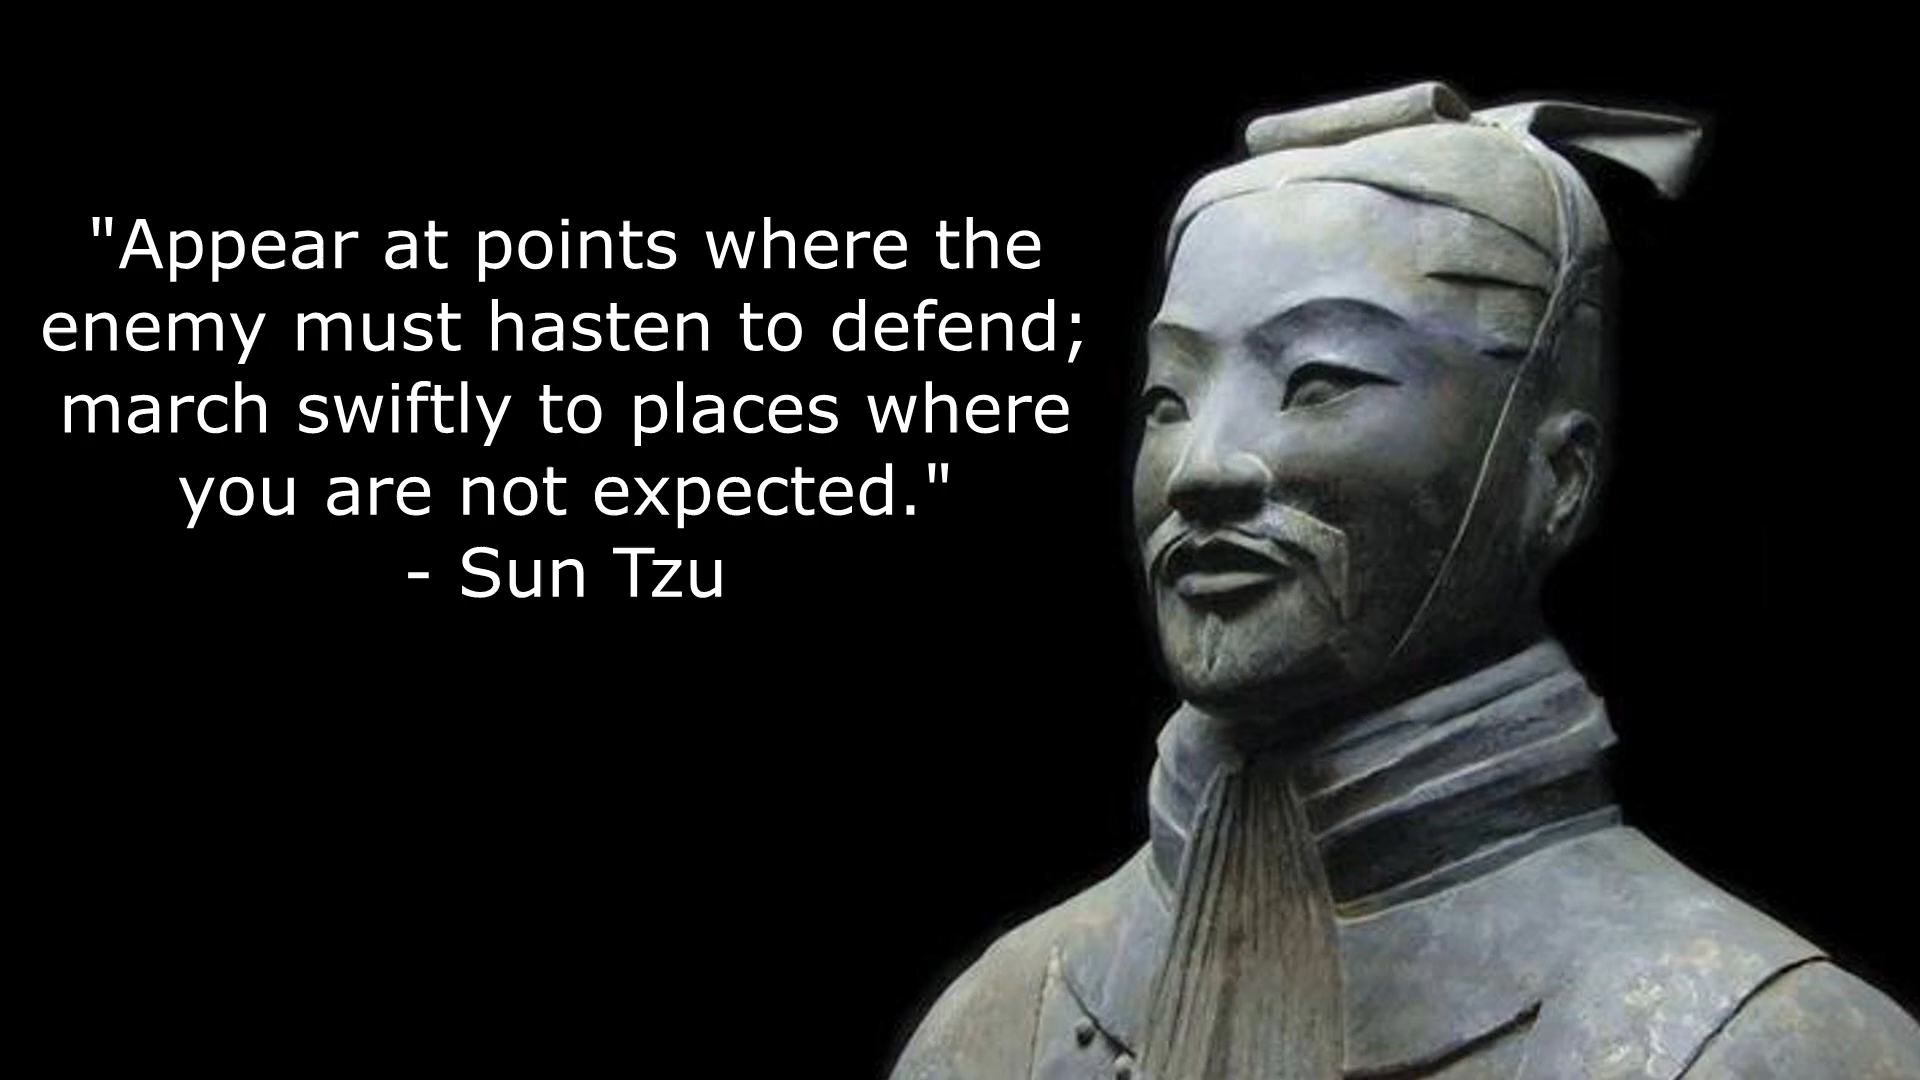 "Appear at points where the
enemy must hasten to defend;
march swiftly to places where
you are not expected."
- Sun Tzu